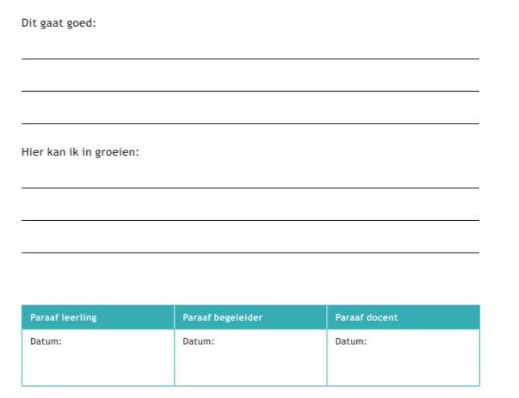 Dit gaat goed:
Hier kan ik in groeien:
Paraaf leerling Paraaf begeleider Paraaf docent
Datum: Datum: Datum: